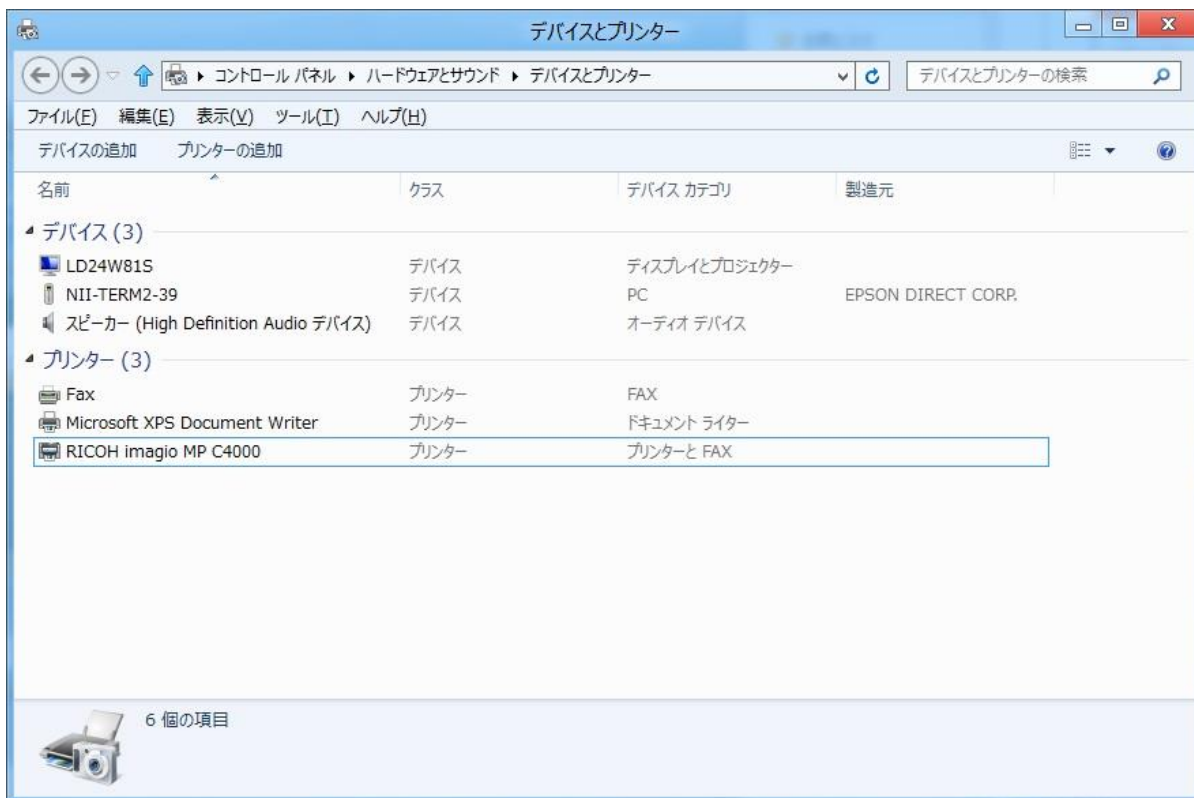 デバイスとプリンター
コントロール パネル ハードウェアとサウンド デバイスとプリンター デバイスとプリンターの検索
ファイル(F) 編集(E) 表示(V) ツール(T) ヘルプ(H)
デバイスの追加 プリンターの追加
名前 クラス デバイス カテゴリ 製造元
デバイス (3)
LD24W81S デバイス ディスプレイとプロジェクター
NII-TERM2-39 デバイス PC EPSON DIRECT CORP.
スピーカー (High Definition Audio デバイス) デバイス オーディオ デバイス
プリンター (3)
Fax プリンター FAX
Microsoft XPS Document Writer プリンター ドキュメント ライター
RICOH imagio MP C4000 プリンター プリンターと FAX
6 個の項目